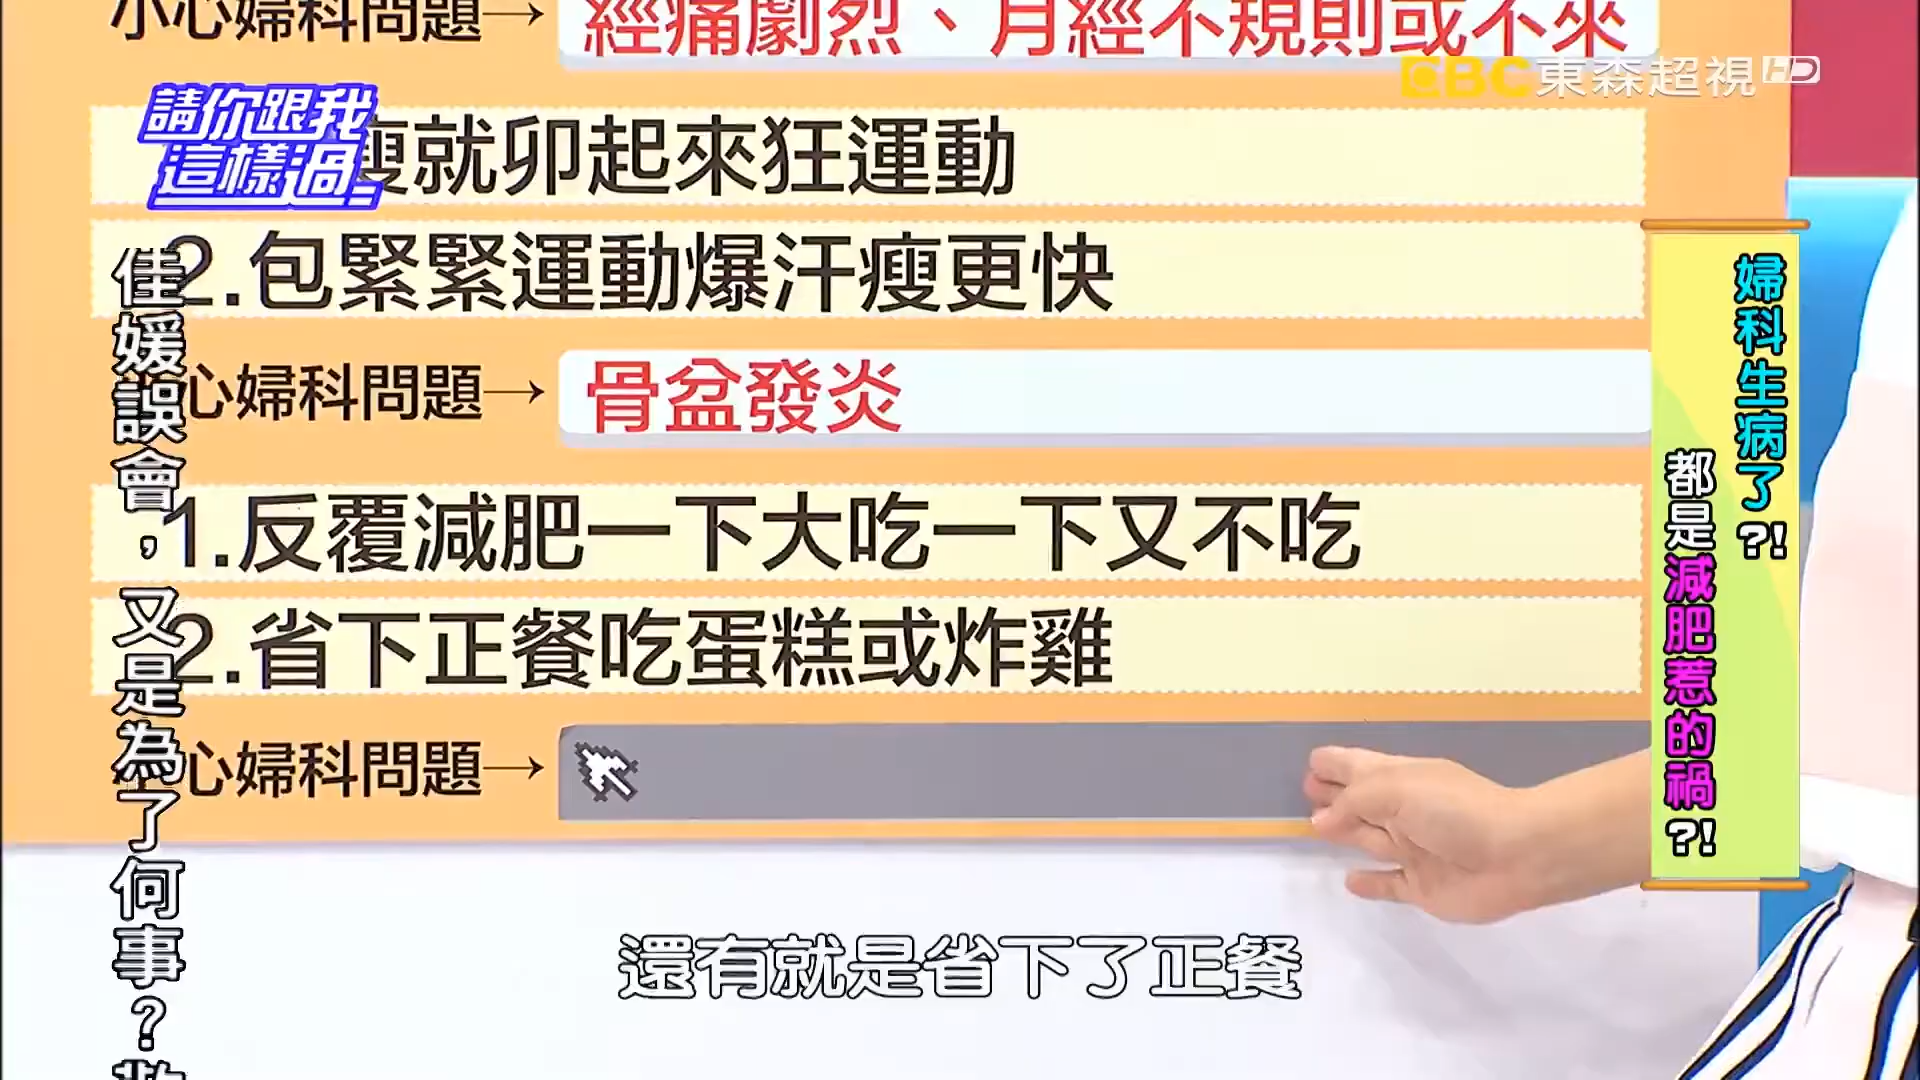 小心婦科問題→ 經痛劇烈、月經不規則或不來
EBC東森超視HD
請你跟我
這樣過
瘦就卯起來狂運動
2.包緊緊運動爆汗瘦更快
心婦科問題→ 骨盆發炎
1.反覆減肥一下大吃一下又不吃
2.省下正餐吃蛋糕或炸雞
心婦科問題→
婦科生病了?!
都是減肥惹的禍?!
佳媛誤會，又是為了何事？
還有就是省下了正餐